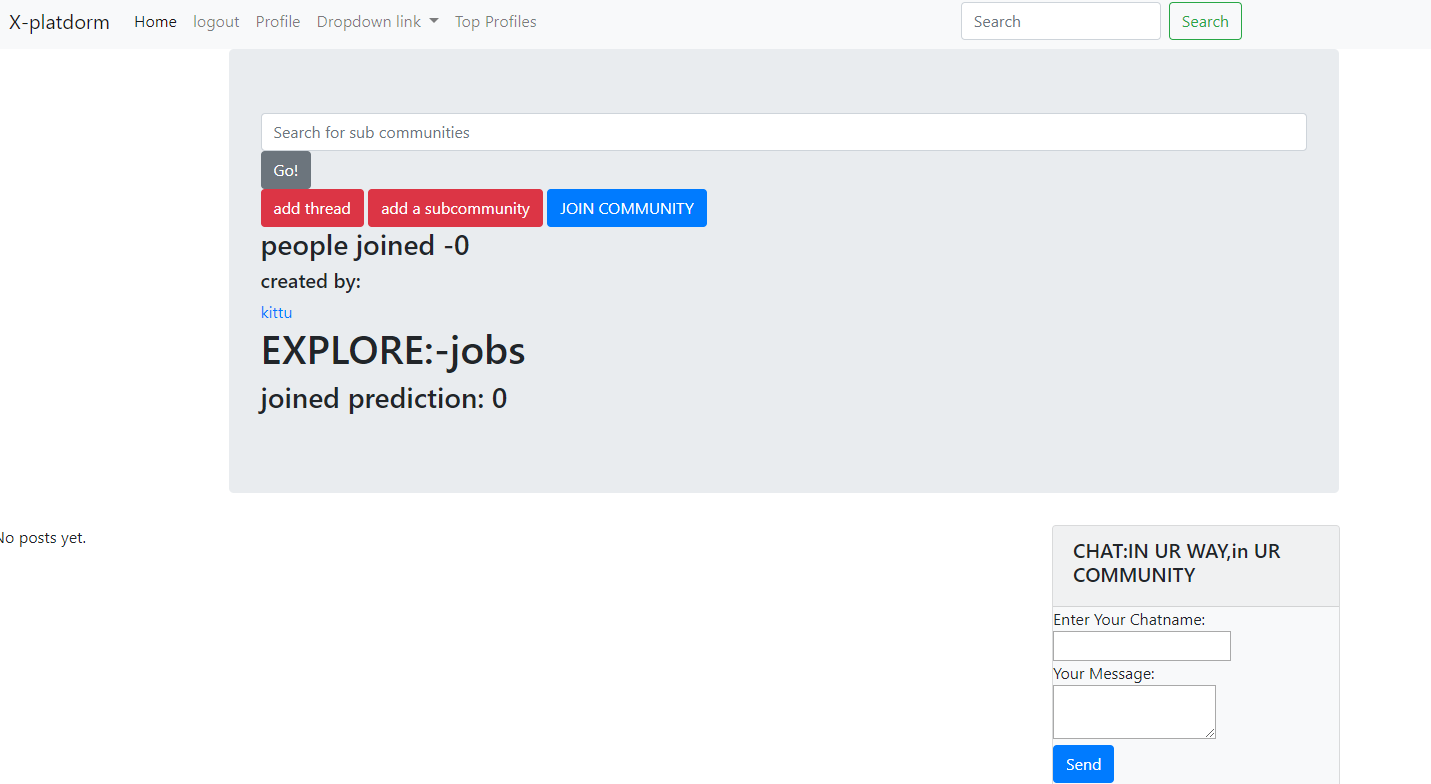 X-platdorm Home logout Profile Dropdown link Top Profiles Search Search
Search for sub communities
Go!
add thread add a subcommunity JOIN COMMUNITY
people joined -0
created by:
kittu
EXPLORE:-jobs
joined prediction: 0
No posts yet.
CHAT:IN UR WAY,in UR
COMMUNITY
Enter Your Chatname:
Your Message:
Send